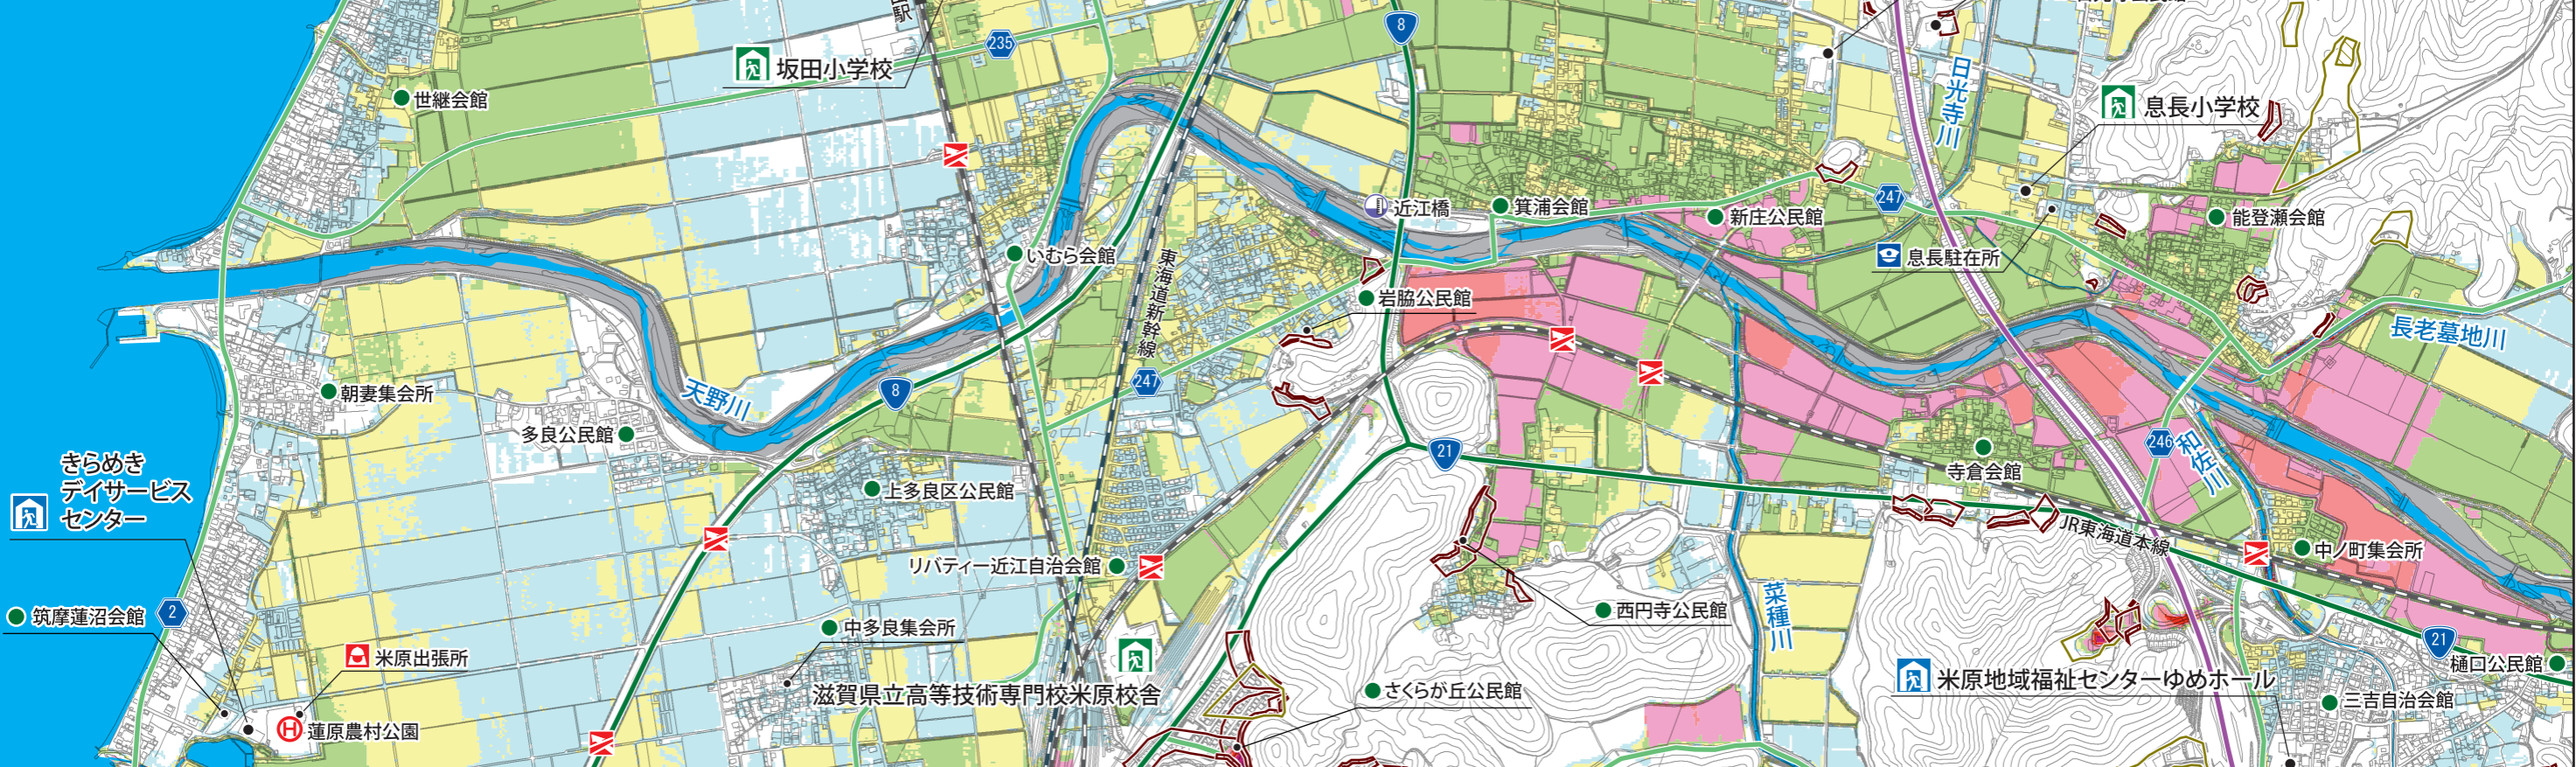 駅
8
235
坂田小学校
世継会館
日光寺川
息長小学校
247
近江橋
箕浦会館
新庄公民館
能登瀬会館
いむら会館
東海道新幹線
息長駐在所
岩脇公民館
長老墓地川
天野川
8
247
朝妻集会所
多良公民館
21
246
和佐川
寺倉会館
きらめき
デイサービス
センター
上多良区公民館
JR東海道本線
中ノ町集会所
リバティー近江自治会館
2
筑摩蓮沼会館
西円寺公民館
菜種川
中多良集会所
21
米原出張所
樋口公民館
米原地域福祉センターゆめホール
滋賀県立高等技術専門校米原校舎
さくらが丘公民館
三吉自治会館
H
蓮原農村公園